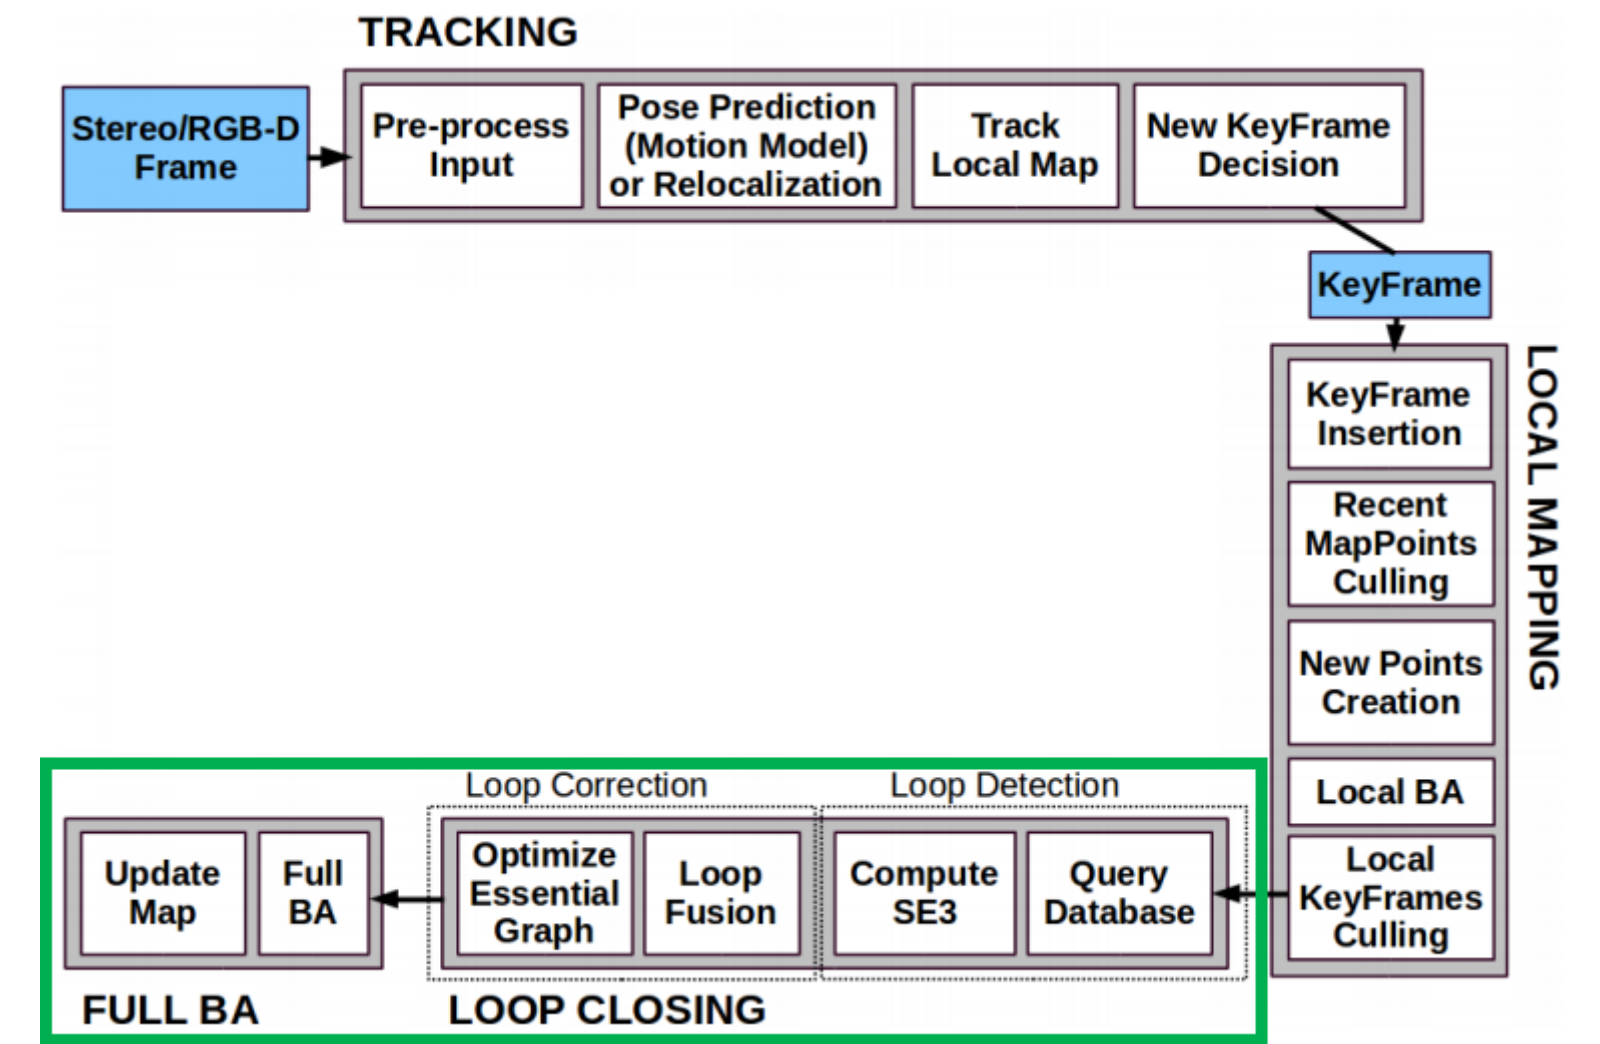 TRACKING
Stereo/RGB-D
Frame
Pre-process
Input
Pose Prediction
(Motion Model)
or Relocalization
Track
Local Map
New KeyFrame
Decision
KeyFrame
LOCAL MAPPING
KeyFrame
Insertion
Recent
MapPoints
Culling
New Points
Creation
Local BA
Local
KeyFrames
Culling
Loop Correction
Loop Detection
Update
Map
Full
BA
Optimize
Essential
Graph
Loop
Fusion
Compute
SE3
Query
Database
FULL BA
LOOP CLOSING